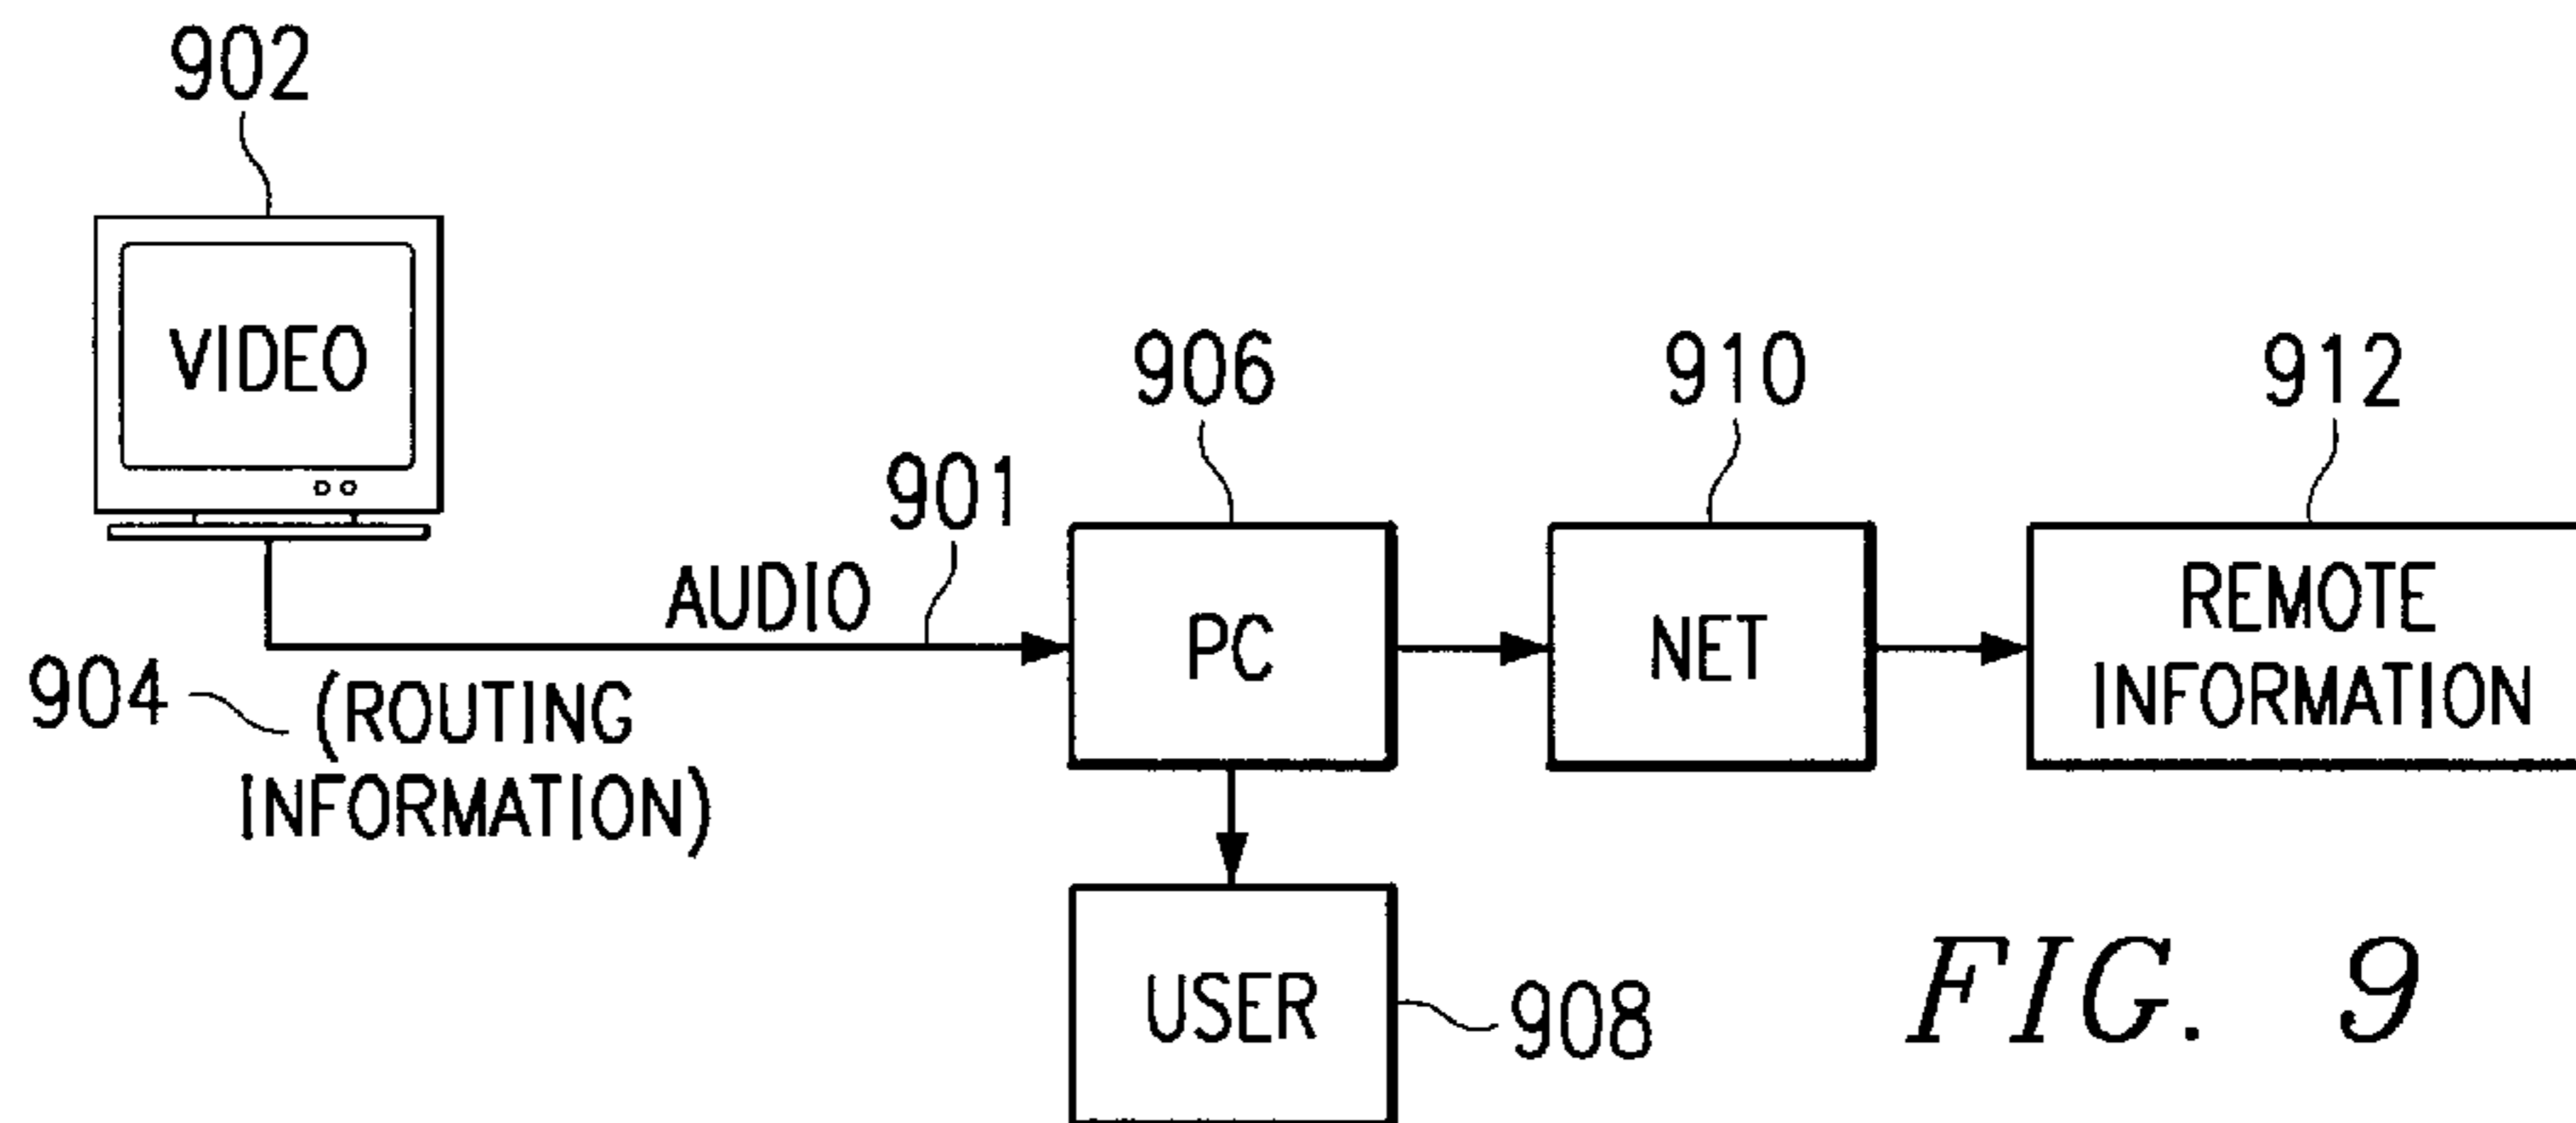 902
VIDEO
906
910
912
901
AUDIO
PC
NET
REMOTE
INFORMATION
904
(ROUTING
INFORMATION)
USER
908
FIG. 9